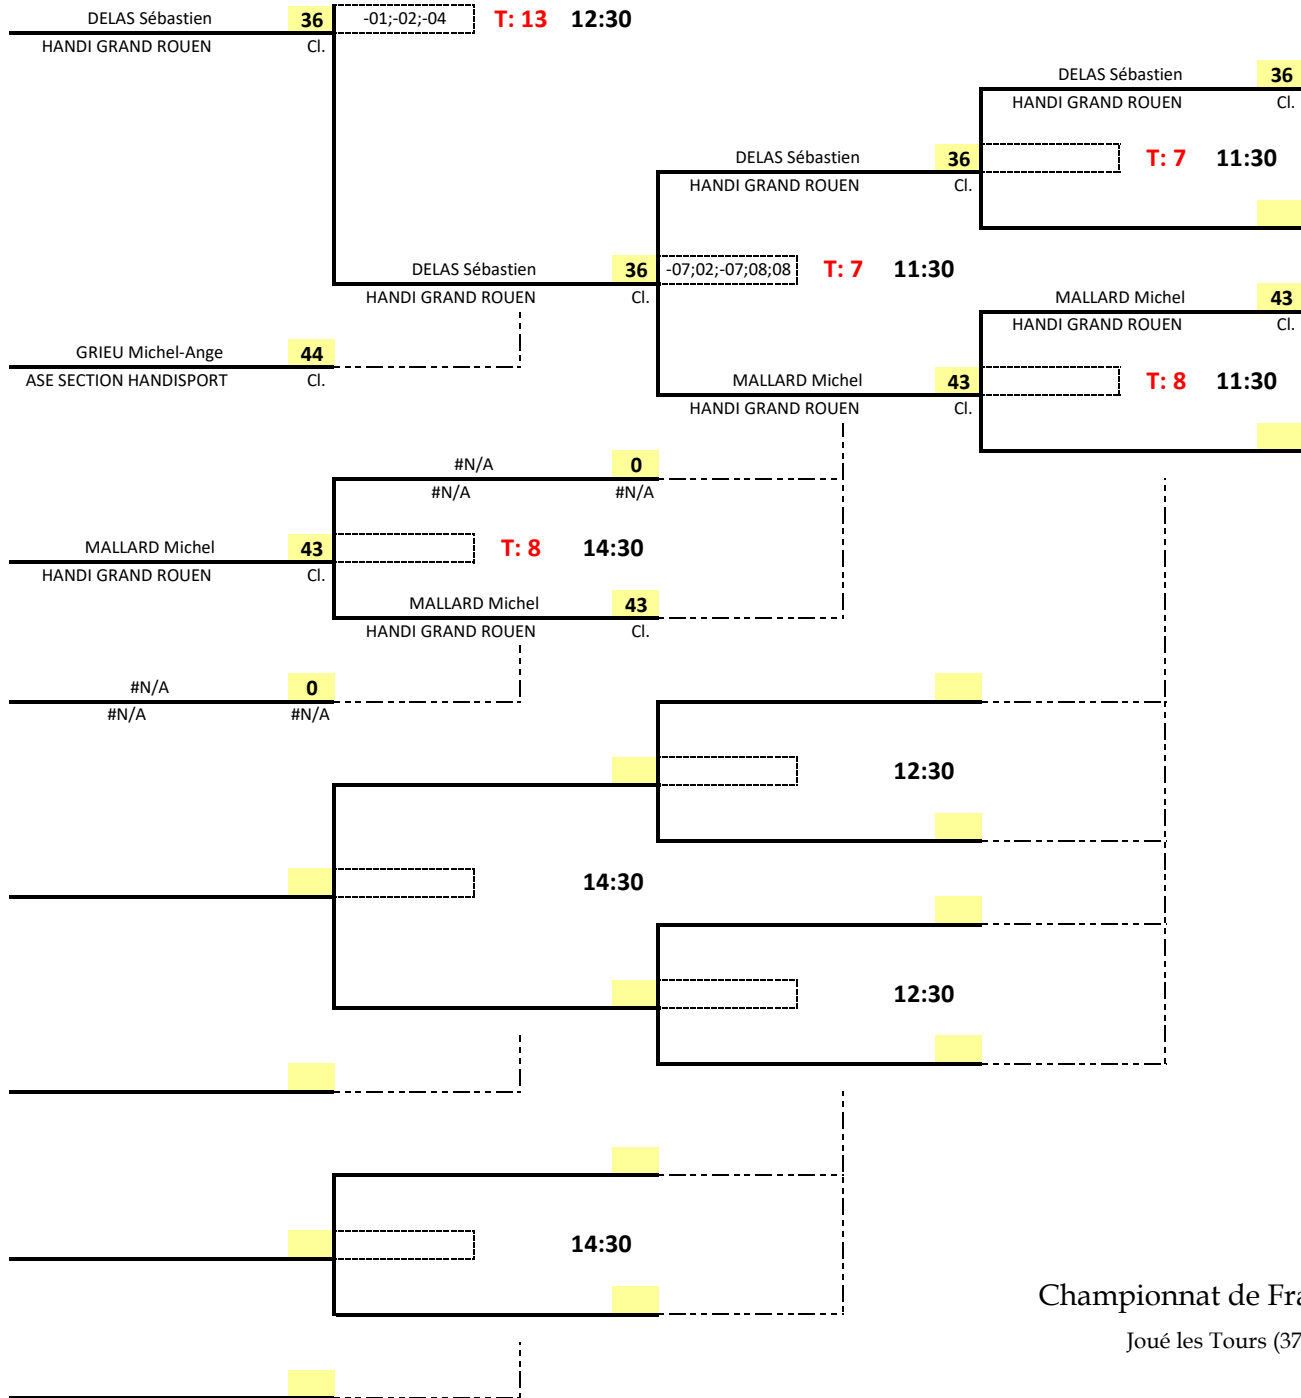 DELAS Sébastien 36 -01;-02;-04 T: 13 12:30
HANDI GRAND ROUEN Cl.
DELAS Sébastien 36
HANDI GRAND ROUEN Cl.
DELAS Sébastien 36 T: 7 11:30
HANDI GRAND ROUEN Cl.
DELAS Sébastien 36 -07;02;-07;08;08 T: 7 11:30
HANDI GRAND ROUEN Cl.
MALLARD Michel 43
HANDI GRAND ROUEN Cl.
GRIEU Michel-Ange 44
ASE SECTION HANDISPORT Cl.
MALLARD Michel 43 T: 8 11:30
HANDI GRAND ROUEN Cl.
#N/A 0
#N/A #N/A
MALLARD Michel 43 T: 8 14:30
HANDI GRAND ROUEN Cl.
MALLARD Michel 43
HANDI GRAND ROUEN Cl.
#N/A 0
#N/A #N/A
12:30
14:30
12:30
14:30
Championnat de Fra
Joué les Tours (37